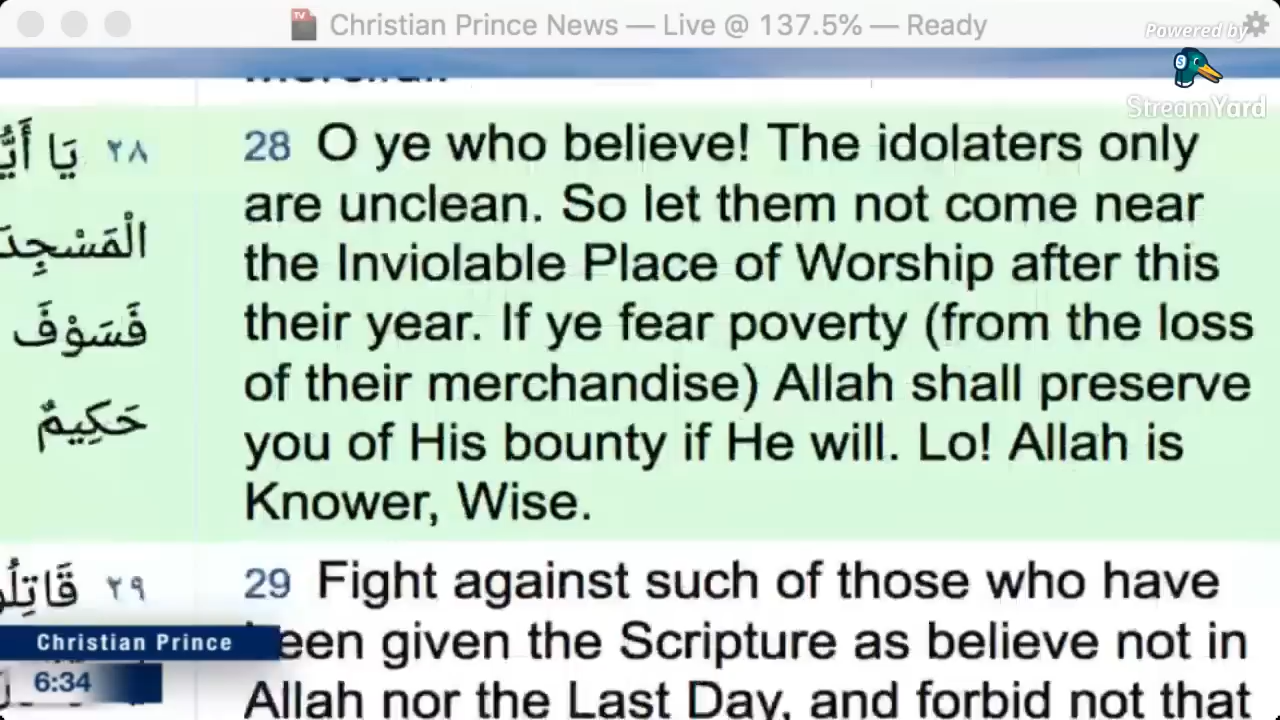 Christian Prince News — Live @ 137.5% — Ready
Powered by
StreamYard
28 O ye who believe! The idolaters only
are unclean. So let them not come near
the Inviolable Place of Worship after this
their year. If ye fear poverty (from the loss
of their merchandise) Allah shall preserve
you of His bounty if He will. Lo! Allah is
Knower, Wise.
٢٨ يَا
الْمَسْجِدَ
فَسَوْفَ
حَكِيمٌ
29 Fight against such of those who have
been given the Scripture as believe not in
Allah nor the Last Day, and forbid not that
٢٩
Christian Prince
6:34